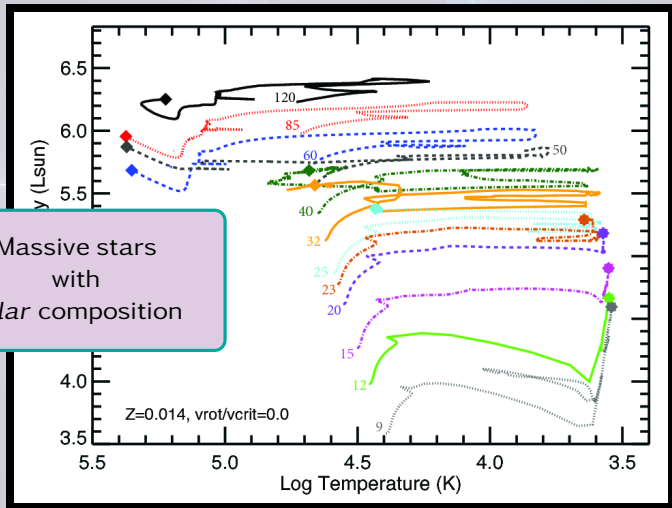 6.5
6.0
5.5
4.0
3.5
y (Lsun)
120
85
60
50
40
32
25
23
20
15
12
9
Massive stars
with
lar composition
Z=0.014, vrot/vcrit=0.0
5.5 5.0 4.5 4.0 3.5
Log Temperature (K)